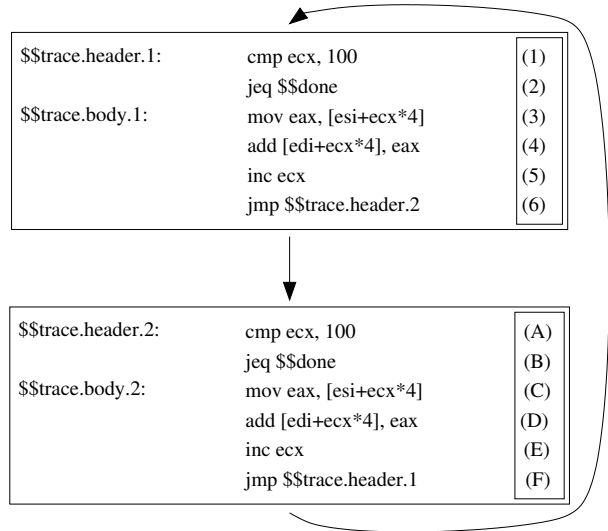 $$trace.header.1: cmp ecx, 100 (1)
jeq $$done (2)
$$trace.body.1: mov eax, [esi+ecx*4] (3)
add [edi+ecx*4], eax (4)
inc ecx (5)
jmp $$trace.header.2 (6)
$$trace.header.2: cmp ecx, 100 (A)
jeq $$done (B)
$$trace.body.2: mov eax, [esi+ecx*4] (C)
add [edi+ecx*4], eax (D)
inc ecx (E)
jmp $$trace.header.1 (F)